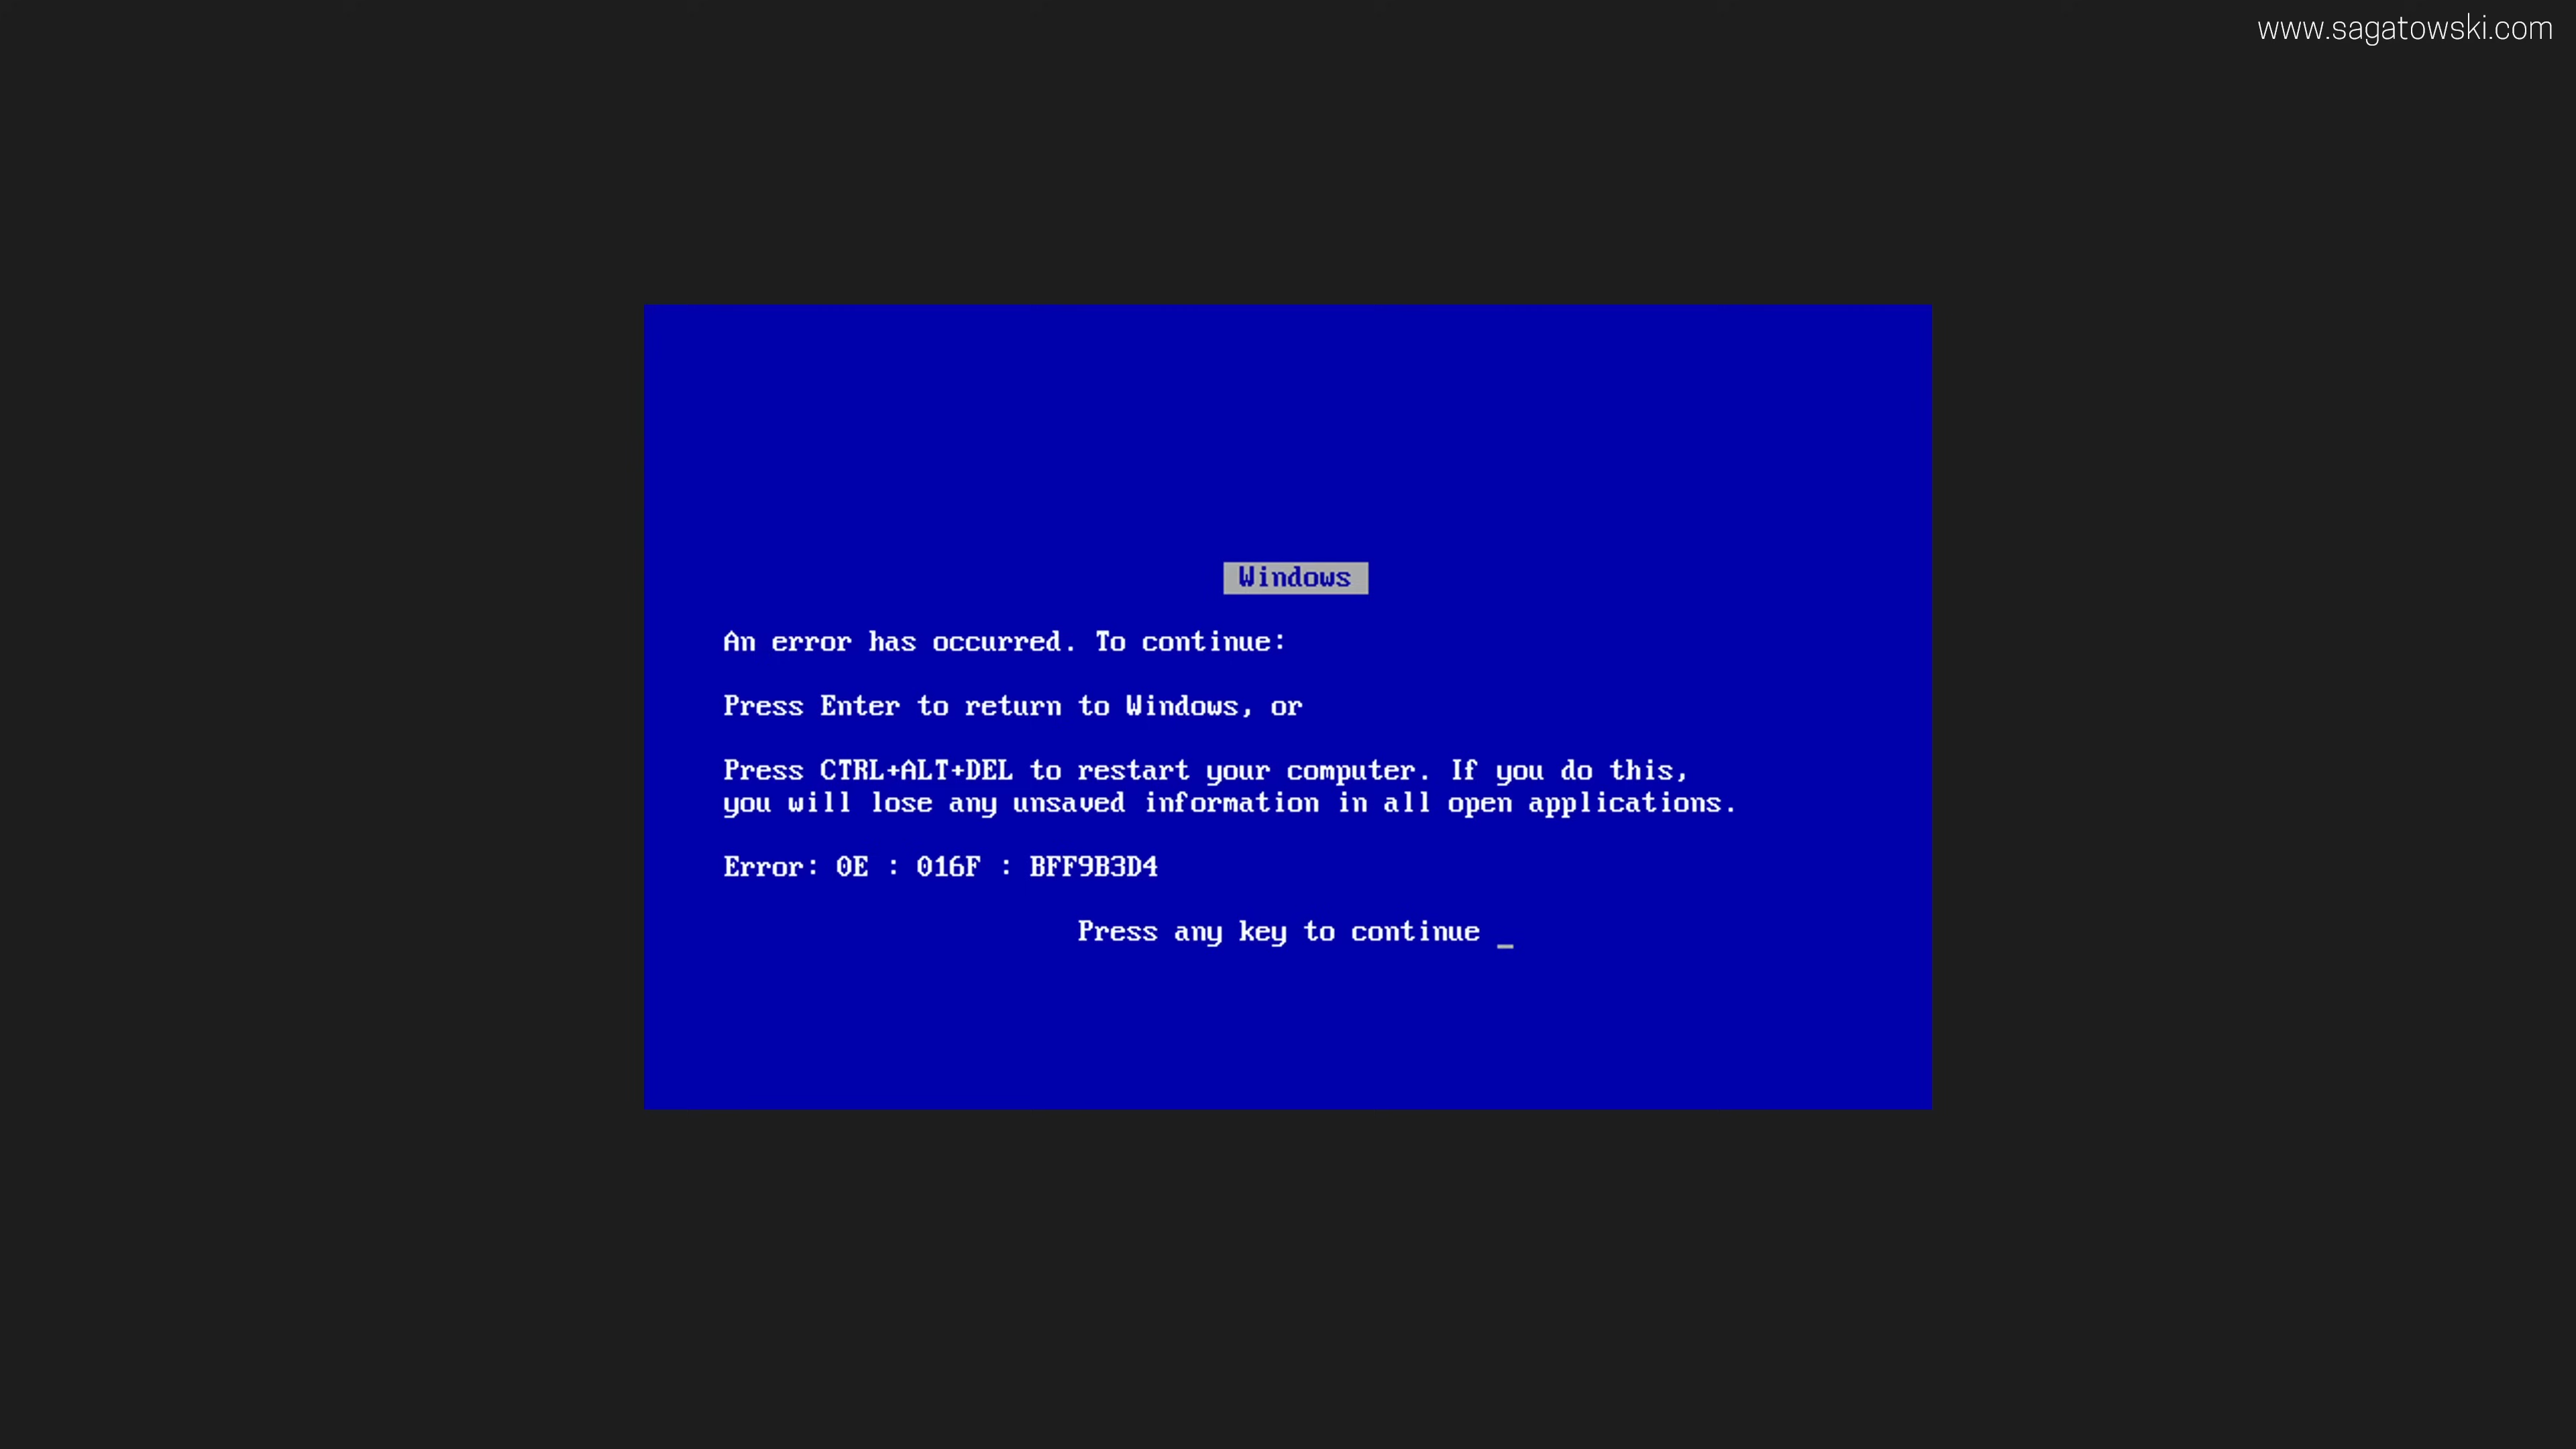 www.sagatowski.com
Windows
An error has occurred. To continue:
Press Enter to return to Windows, or
Press CTRL+ALT+DEL to restart your computer. If you do this,
you will lose any unsaved information in all open applications.
Error: 0E : 016F : BFF9B3D4
Press any key to continue _